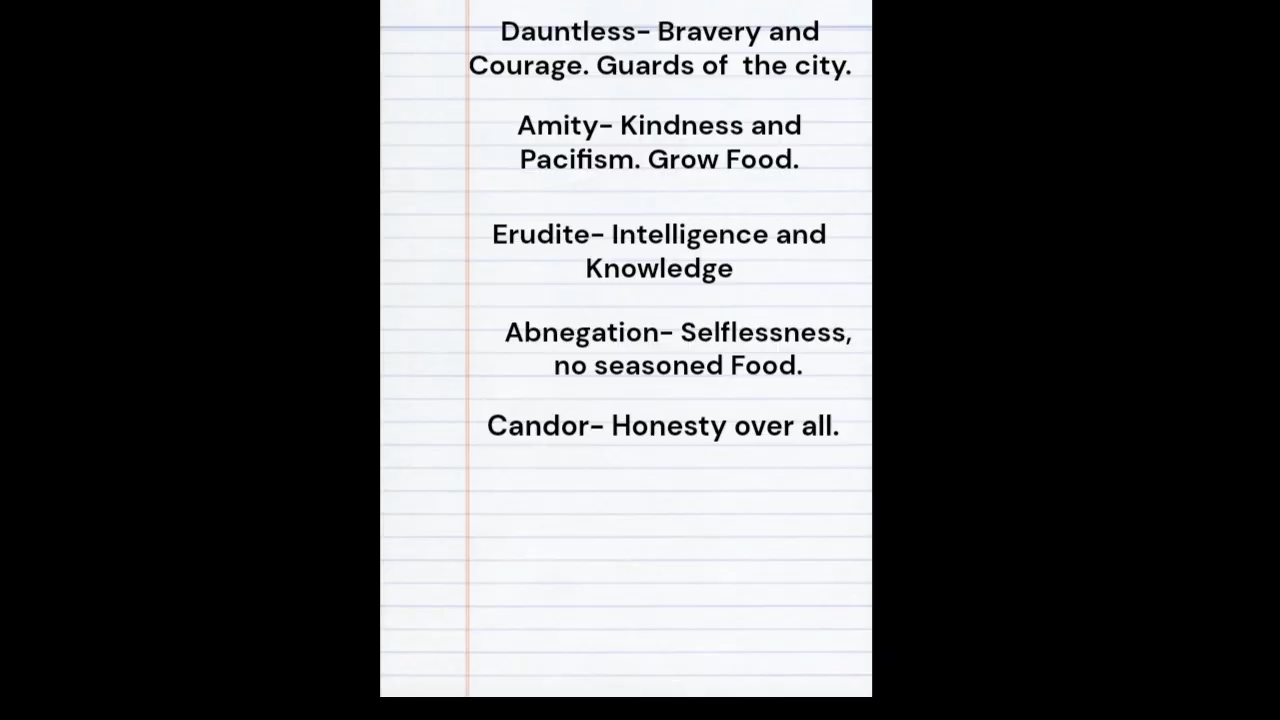 Dauntless- Bravery and
Courage. Guards of  the city.
Amity- Kindness and
Pacifism. Grow Food.
Erudite- Intelligence and
Knowledge
Abnegation- Selflessness,
no seasoned Food.
Candor- Honesty over all.